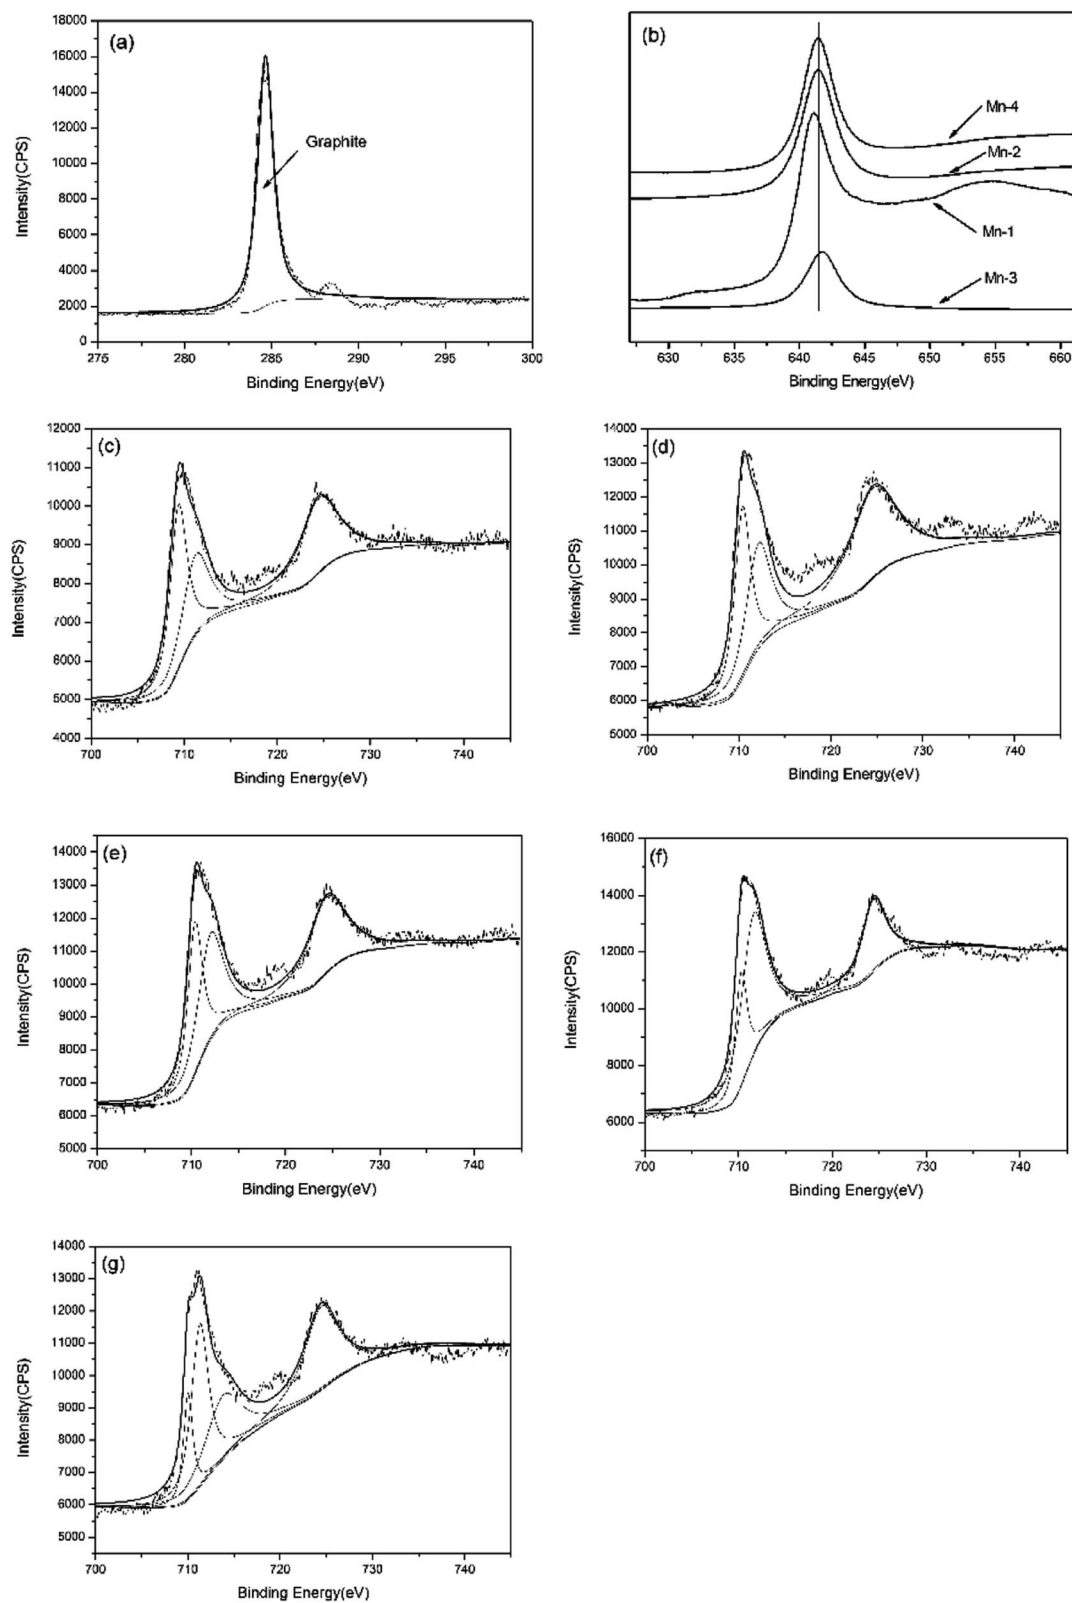 (a)
18000
16000
14000
12000
10000
8000
6000
4000
2000
0
Intensity(CPS)
Graphite
275 280 285 290 295 300
Binding Energy(eV)
(b)
Intensity(CPS)
Mn-4
Mn-2
Mn-1
Mn-3
630 635 640 645 650 655 660
Binding Energy(eV)
(c)
12000
11000
10000
9000
8000
7000
6000
5000
4000
Intensity(CPS)
700 710 720 730 740
Binding Energy(eV)
(d)
14000
13000
12000
11000
10000
9000
8000
7000
6000
5000
Intensity(CPS)
700 710 720 730 740
Binding Energy(eV)
(e)
14000
13000
12000
11000
10000
9000
8000
7000
6000
5000
Intensity(CPS)
700 710 720 730 740
Binding Energy(eV)
(f)
16000
14000
12000
10000
8000
6000
Intensity(CPS)
700 710 720 730 740
Binding Energy(eV)
(g)
14000
13000
12000
11000
10000
9000
8000
7000
6000
5000
Intensity(CPS)
700 710 720 730 740
Binding Energy(eV)